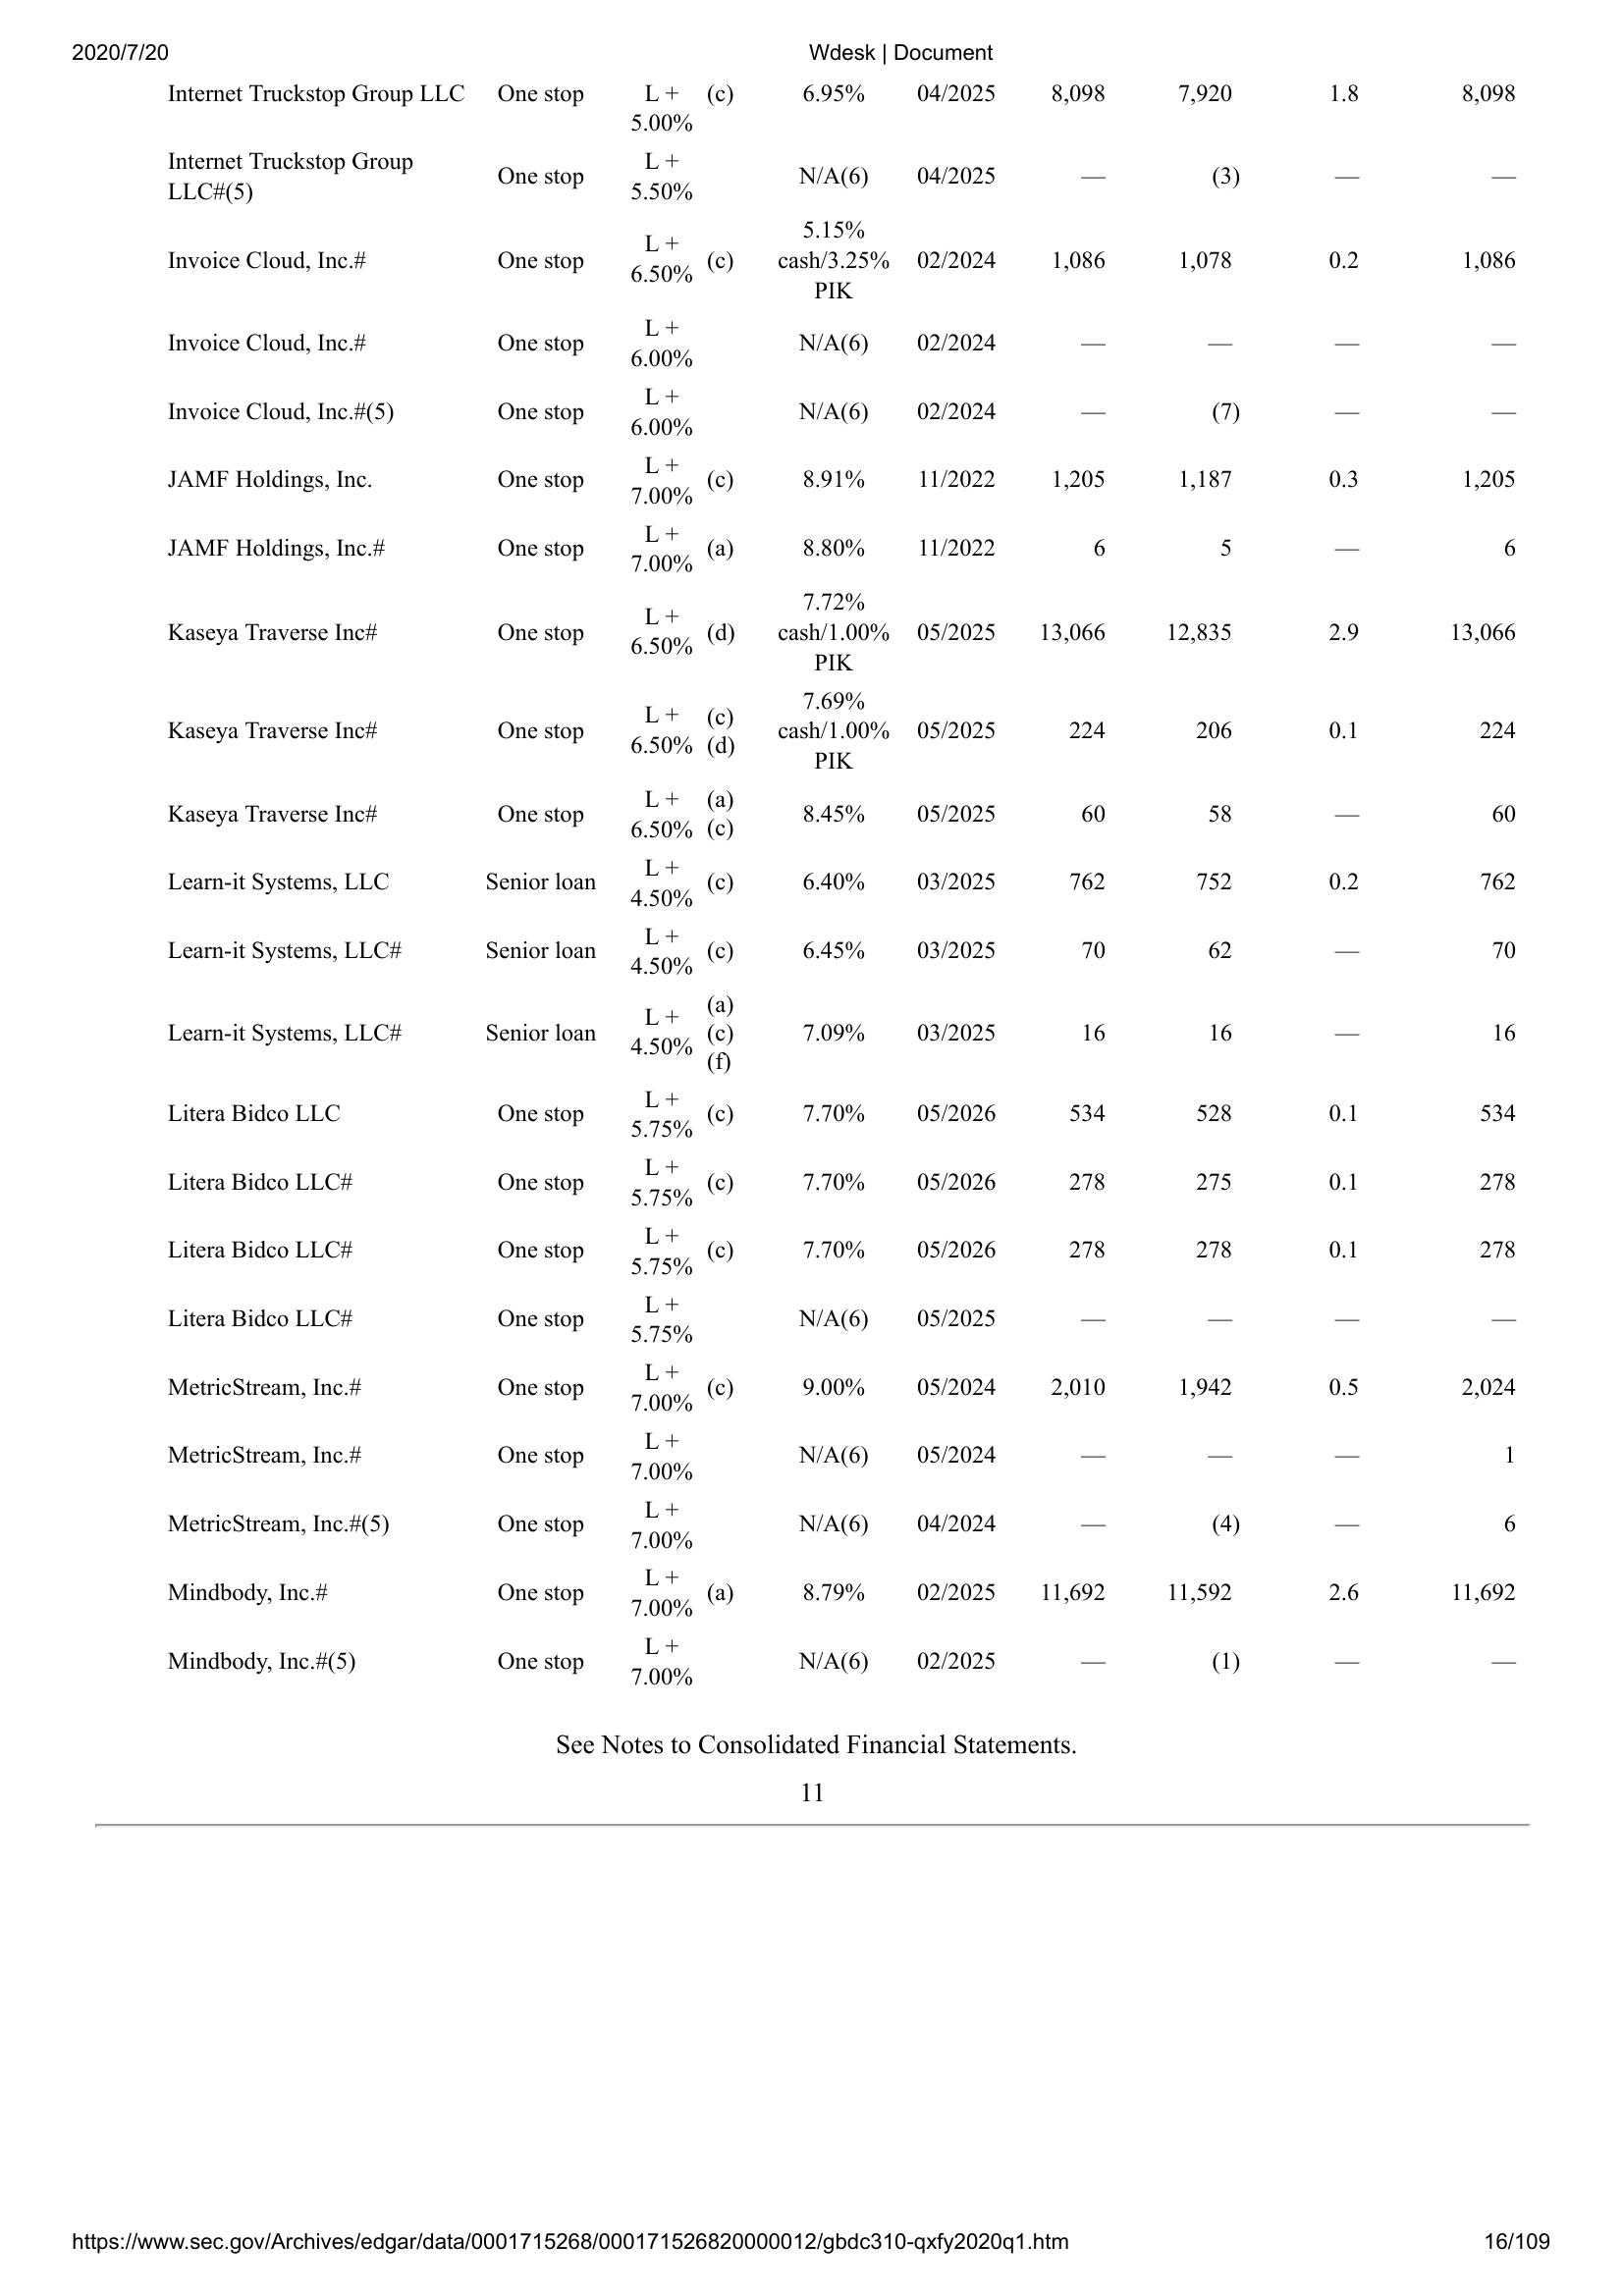 2020/7/20 Wdesk | Document
Internet Truckstop Group LLC One stop L + 5.00% (c) 6.95% 04/2025 8,098 7,920 1.8 8,098
Internet Truckstop Group LLC#(5) One stop L + 5.50% N/A(6) 04/2025 — (3) — —
Invoice Cloud, Inc.# One stop L + 6.50% (c) 5.15% cash/3.25% PIK 02/2024 1,086 1,078 0.2 1,086
Invoice Cloud, Inc.# One stop L + 6.00% N/A(6) 02/2024 — — — —
Invoice Cloud, Inc.#(5) One stop L + 6.00% N/A(6) 02/2024 — (7) — —
JAMF Holdings, Inc. One stop L + 7.00% (c) 8.91% 11/2022 1,205 1,187 0.3 1,205
JAMF Holdings, Inc.# One stop L + 7.00% (a) 8.80% 11/2022 6 5 — 6
Kaseya Traverse Inc# One stop L + 6.50% (d) 7.72% cash/1.00% PIK 05/2025 13,066 12,835 2.9 13,066
Kaseya Traverse Inc# One stop L + 6.50% (c) (d) 7.69% cash/1.00% PIK 05/2025 224 206 0.1 224
Kaseya Traverse Inc# One stop L + 6.50% (a) (c) 8.45% 05/2025 60 58 — 60
Learn-it Systems, LLC Senior loan L + 4.50% (c) 6.40% 03/2025 762 752 0.2 762
Learn-it Systems, LLC# Senior loan L + 4.50% (c) 6.45% 03/2025 70 62 — 70
Learn-it Systems, LLC# Senior loan L + 4.50% (a) (c) (f) 7.09% 03/2025 16 16 — 16
Litera Bidco LLC One stop L + 5.75% (c) 7.70% 05/2026 534 528 0.1 534
Litera Bidco LLC# One stop L + 5.75% (c) 7.70% 05/2026 278 275 0.1 278
Litera Bidco LLC# One stop L + 5.75% (c) 7.70% 05/2026 278 278 0.1 278
Litera Bidco LLC# One stop L + 5.75% N/A(6) 05/2025 — — — —
MetricStream, Inc.# One stop L + 7.00% (c) 9.00% 05/2024 2,010 1,942 0.5 2,024
MetricStream, Inc.# One stop L + 7.00% N/A(6) 05/2024 — — — 1
MetricStream, Inc.#(5) One stop L + 7.00% N/A(6) 04/2024 — (4) — 6
Mindbody, Inc.# One stop L + 7.00% (a) 8.79% 02/2025 11,692 11,592 2.6 11,692
Mindbody, Inc.#(5) One stop L + 7.00% N/A(6) 02/2025 — (1) — —
See Notes to Consolidated Financial Statements.
11
https://www.sec.gov/Archives/edgar/data/0001715268/000171526820000012/gbdc310-qxfy2020q1.htm 16/109